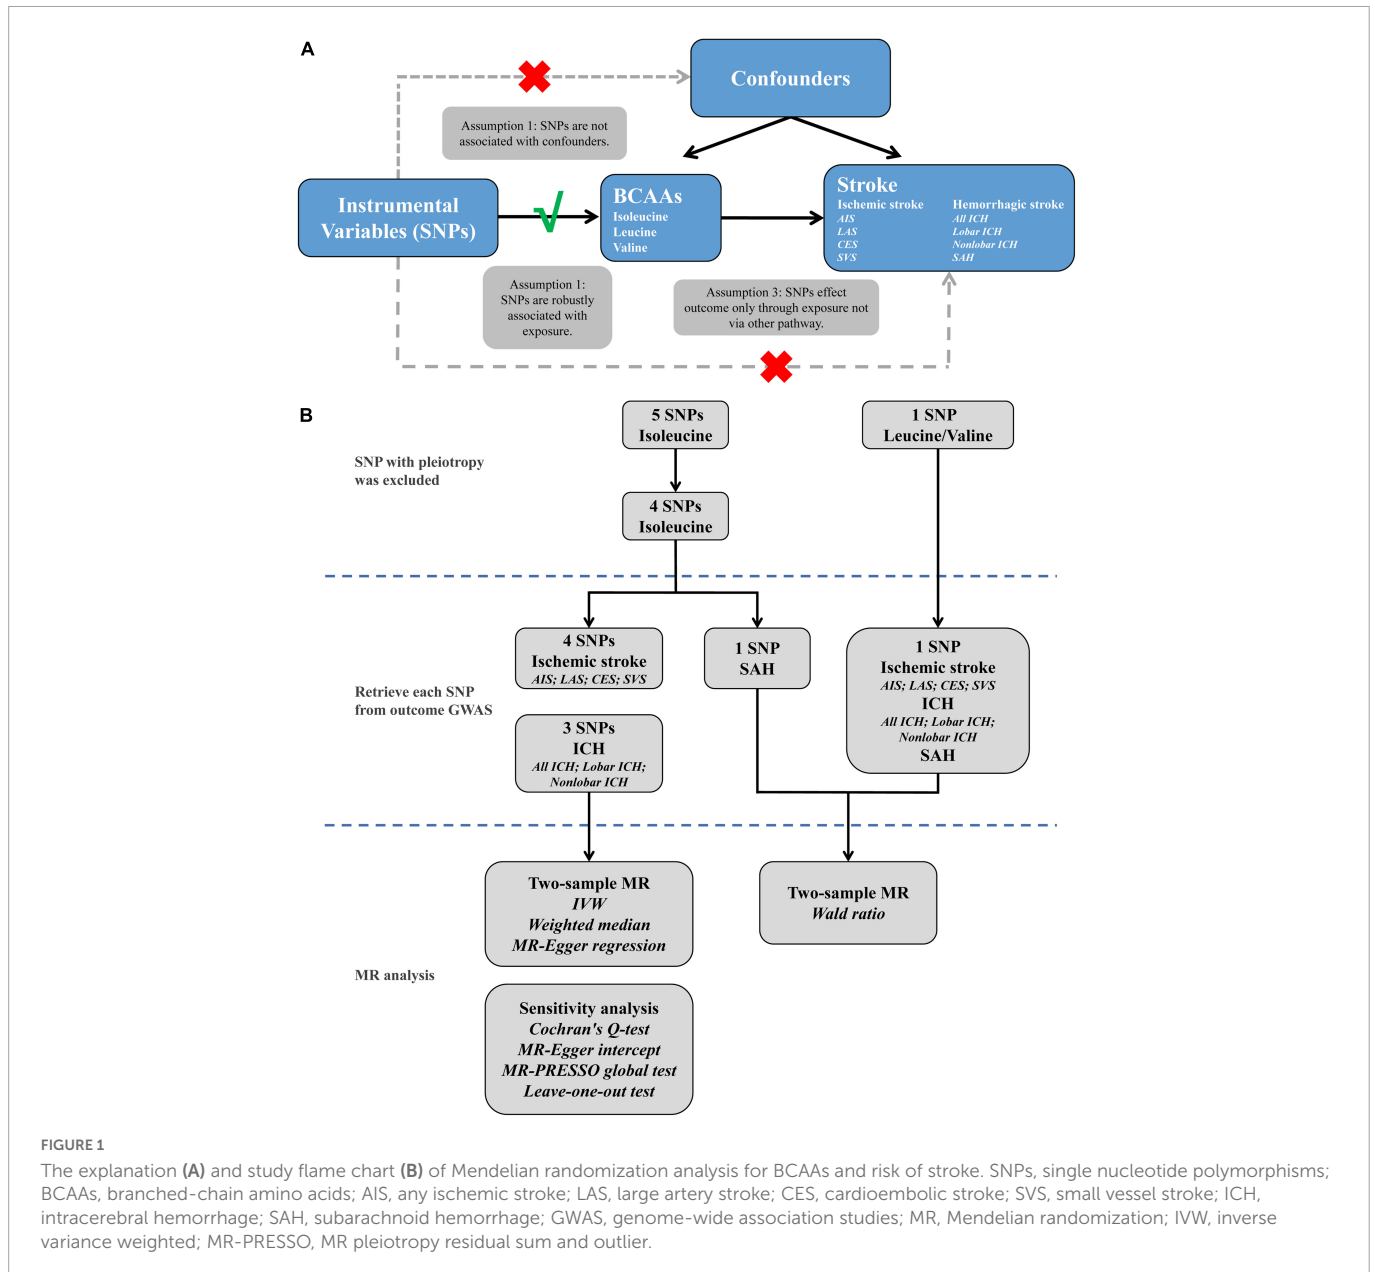 A
Confounders
Assumption 1: SNPs are not
associated with confounders.
Instrumental
Variables (SNPs)
√
BCAAs
Isoleucine
Leucine
Valine
Stroke
Ischemic stroke
AIS
LAS
CES
SVS
Hemorrhagic stroke
All ICH
Lobar ICH
Nonlobar ICH
SAH
Assumption 1:
SNPs are robustly
associated with
exposure.
Assumption 3: SNPs effect
outcome only through exposure not
via other pathway.
B
5 SNPs
Isoleucine
1 SNP
Leucine/Valine
SNP with pleiotropy
was excluded
4 SNPs
Isoleucine
4 SNPs
Ischemic stroke
AIS; LAS; CES; SVS
1 SNP
SAH
1 SNP
Ischemic stroke
AIS; LAS; CES; SVS
ICH
All ICH; Lobar ICH;
Nonlobar ICH
SAH
Retrieve each SNP
from outcome GWAS
3 SNPs
ICH
All ICH; Lobar ICH;
Nonlobar ICH
Two-sample MR
IVW
Weighted median
MR-Egger regression
Two-sample MR
Wald ratio
MR analysis
Sensitivity analysis
Cochran's Q-test
MR-Egger intercept
MR-PRESSO global test
Leave-one-out test
FIGURE 1
The explanation (A) and study flame chart (B) of Mendelian randomization analysis for BCAAs and risk of stroke. SNPs, single nucleotide polymorphisms;
BCAAs, branched-chain amino acids; AIS, any ischemic stroke; LAS, large artery stroke; CES, cardioembolic stroke; SVS, small vessel stroke; ICH,
intracerebral hemorrhage; SAH, subarachnoid hemorrhage; GWAS, genome-wide association studies; MR, Mendelian randomization; IVW, inverse
variance weighted; MR-PRESSO, MR pleiotropy residual sum and outlier.